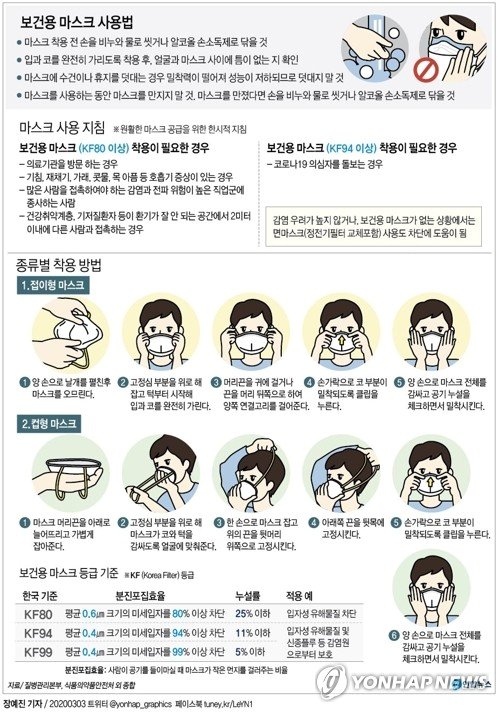 보건용 마스크 사용법
● 마스크 착용 전 손을 비누와 물로 씻거나 알코올 손소독제로 닦을 것
● 입과 코를 완전히 가리도록 착용 후, 얼굴과 마스크 사이에 틈이 없는 지 확인
● 마스크에 수건이나 휴지를 덧대는 경우 밀착력이 떨어져 성능이 저하되므로 덧대지 말 것
● 마스크를 사용하는 동안 마스크를 만지지 말 것. 마스크를 만졌다면 손을 비누와 물로 씻거나 알코올 손소독제로 닦을 것
마스크 사용 지침 ※ 원활한 마스크 공급을 위한 한시적 지침
보건용 마스크 (KF80 이상) 착용이 필요한 경우
– 의료기관을 방문 하는 경우
– 기침, 재채기, 가래, 콧물, 목 아픔 등 호흡기 증상이 있는 경우
– 많은 사람을 접촉하여야 하는 감염과 전파 위험이 높은 직업군에
종사하는 사람
– 건강취약계층, 기저질환자 등이 환기가 잘 안 되는 공간에서 2미터
이내에 다른 사람과 접촉하는 경우
보건용 마스크 (KF94 이상) 착용이 필요한 경우
– 코로나19 의심자를 돌보는 경우
감염 우려가 높지 않거나, 보건용 마스크가 없는 상황에서는
면마스크(정전기필터 교체포함) 사용도 차단에 도움이 됨
종류별 착용 방법
1.접이형 마스크
1 양 손으로 날개를 펼친후
마스크를 오므린다.
2 고정심 부분을 위로 해
잡고 턱부터 시작해
입과 코를 완전히 가린다.
3 머리끈을 귀에 걸거나
끈을 머리 뒤쪽으로 하여
양쪽 연결고리를 걸어준다.
4 손가락으로 코 부분이
밀착되도록 클립을
누른다.
5 양 손으로 마스크 전체를
감싸고 공기 누설을
체크하면서 밀착시킨다.
2.컵형 마스크
1 마스크 머리끈을 아래로
늘어뜨리고 가볍게
잡아준다.
2 고정심 부분을 위로 해
마스크가 코와 턱을
감싸도록 얼굴에 맞춰준다.
3 한 손으로 마스크 잡고
위의 끈을 뒷머리
위쪽으로 고정시킨다.
4 아래쪽 끈을 뒷목에
고정시킨다.
5 손가락으로 코 부분이
밀착되도록 클립을 누른다.
6 양 손으로 마스크 전체를
감싸고 공기 누설을
체크하면서 밀착시킨다.
보건용 마스크 등급 기준 ※ KF (Korea Filter) 등급
한국 기준 분진포집효율 누설률 적용 예
KF80 평균 0.6㎛ 크기의 미세입자를 80% 이상 차단 25% 이하 입자성 유해물질 차단
KF94 평균 0.4㎛ 크기의 미세입자를 94% 이상 차단 11% 이하 입자성 유해물질 및
신종플루 등 감염원
으로부터 보호
KF99 평균 0.4㎛ 크기의 미세입자를 99% 이상 차단 5% 이하
분진포집효율: 사람이 공기를 들이마실 때 마스크가 작은 먼지를 걸러주는 비율
자료/ 질병관리본부, 식품의약품안전처 외 종합
연합뉴스
YONHAP NEWS
장예진 기자 / 20200303 트위터 @yonhap_graphics 페이스북 tuney.kr/LeYN1